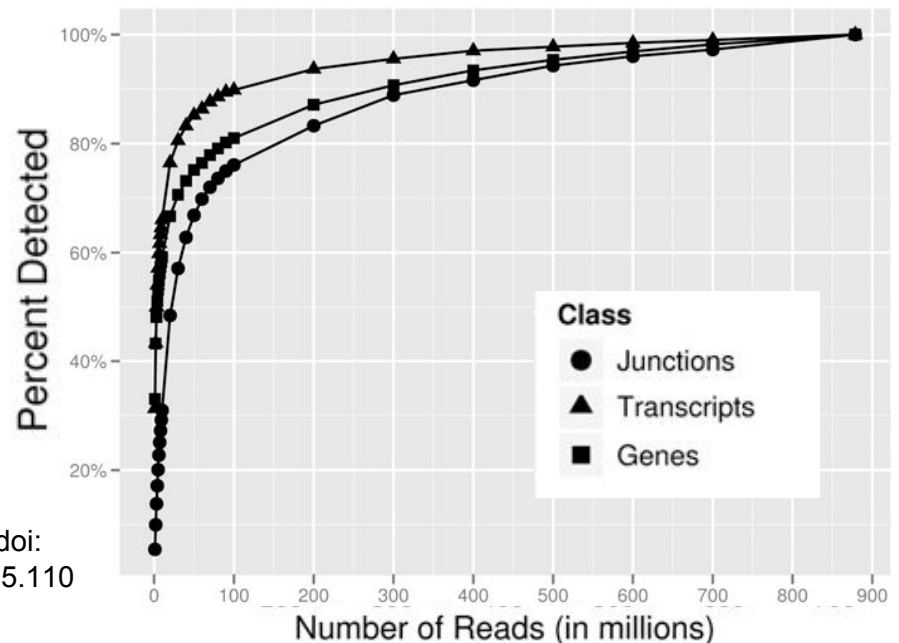 100%
80%
60%
40%
20%
Percent Detected
Class
Junctions
Transcripts
Genes
doi:
5.110
0 100 200 300 400 500 600 700 800 900
Number of Reads (in millions)